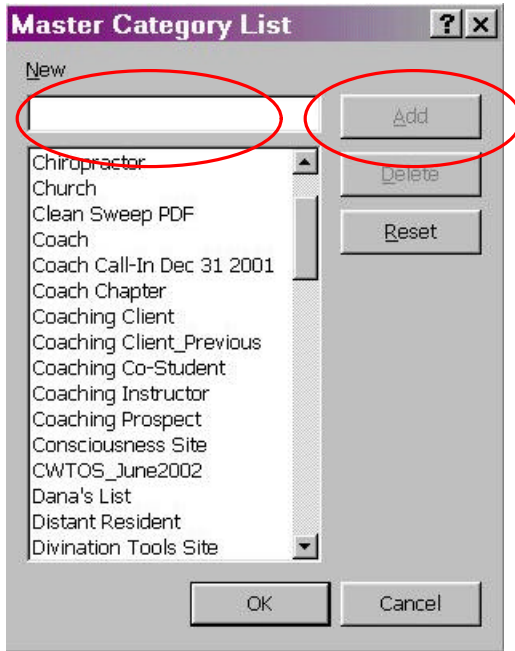 Master Category List
New
Add
Chiropractor
Delete
Church
Clean Sweep PDF
Coach
Reset
Coach Call-In Dec 31 2001
Coach Chapter
Coaching Client
Coaching Client_Previous
Coaching Co-Student
Coaching Instructor
Coaching Prospect
Consciousness Site
CWTOS_June2002
Dana's List
Distant Resident
Divination Tools Site
OK
Cancel